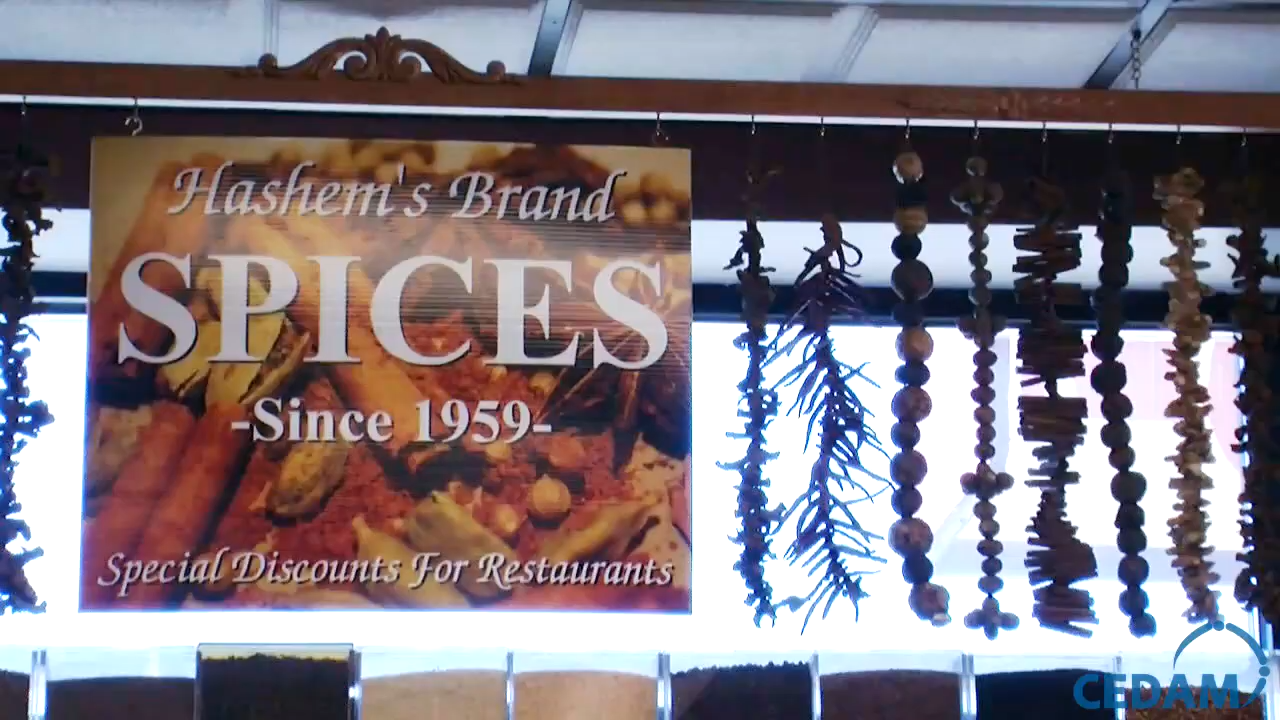 Hashem's Brand
SPICES
-Since 1959-
Special Discounts For Restaurants
CEDAM